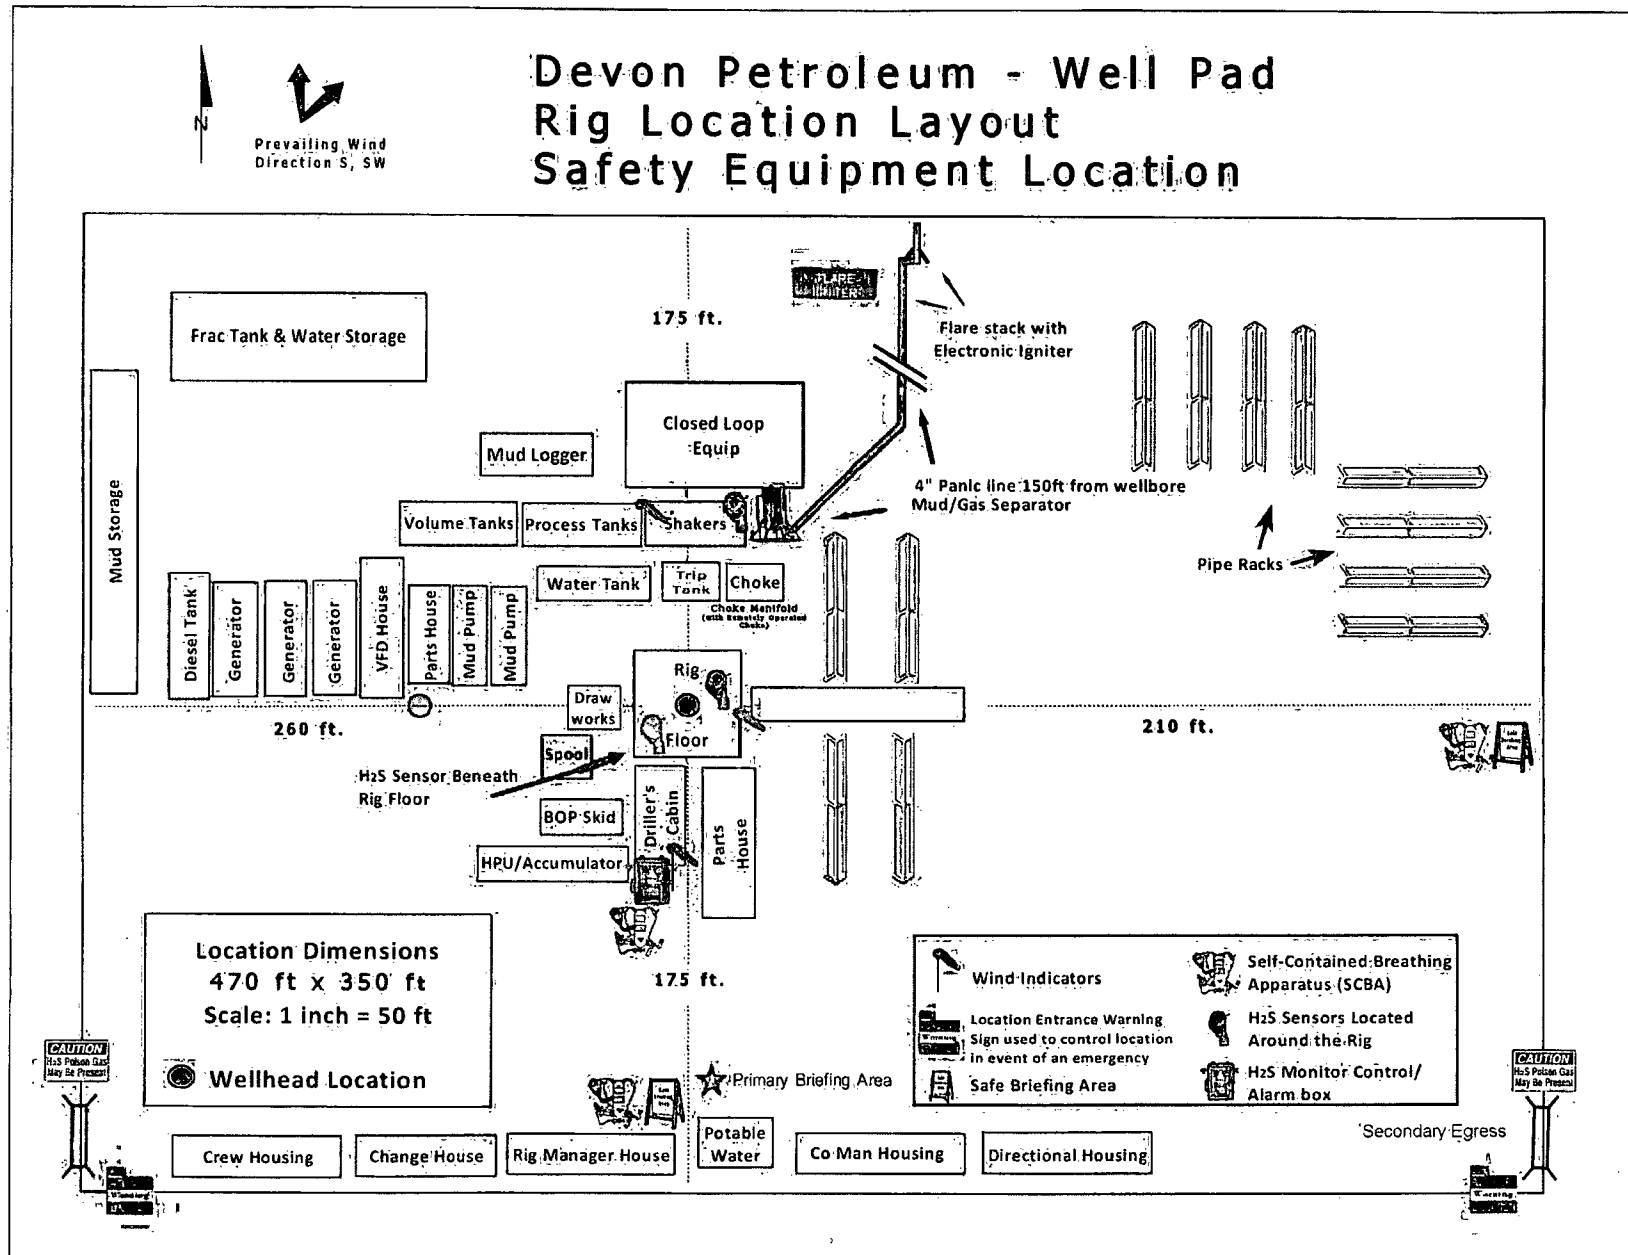 Devon Petroleum - Well Pad
Rig Location Layout
Safety Equipment Location
N
Prevailing Wind
Direction S, SW
Frac Tank & Water Storage
175 ft.
Flare stack with
Electronic Igniter
Closed Loop
Equip
Mud Logger
Mud Storage
4" Panic line 150ft from wellbore
Mud/Gas Separator
Volume Tanks
Process Tanks
Shakers
Pipe Racks
Water Tank
Trip
Tank
Choke
Choke Manifold
(with Remotely Operated
Choke)
Diesel Tank
Generator
Generator
Generator
VFD House
Parts House
Mud Pump
Mud Pump
Rig
Floor
Draw
works
260 ft.
210 ft.
Spool
H2S Sensor Beneath
Rig Floor
Driller's
Cabin
Parts
House
BOP Skid
HPU/Accumulator
Location Dimensions
470 ft x 350 ft
Scale: 1 inch = 50 ft
Wellhead Location
175 ft.
Wind Indicators
Location Entrance Warning
Sign used to control location
in event of an emergency
Safe Briefing Area
Self-Contained Breathing
Apparatus (SCBA)
H2S Sensors Located
Around the Rig
H2S Monitor Control/
Alarm box
CAUTION
H2S Poison Gas
May Be Present
CAUTION
H2S Poison Gas
May Be Present
Primary Briefing Area
Secondary Egress
Crew Housing
Change House
Rig Manager House
Potable
Water
Co Man Housing
Directional Housing
Warning